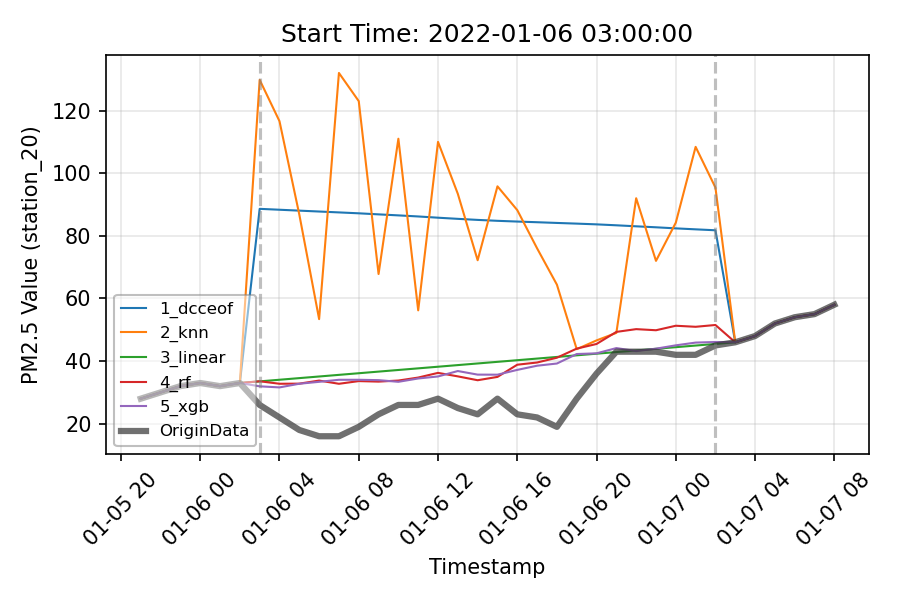 Start Time: 2022-01-06 03:00:00
PM2.5 Value (station_20)
120
100
80
60
40
20
1_dcceof
2_knn
3_linear
4_rf
5_xgb
OriginData
01-05 20
01-06 00
01-06 04
01-06 08
01-06 12
01-06 16
01-06 20
01-07 00
01-07 04
01-07 08
Timestamp